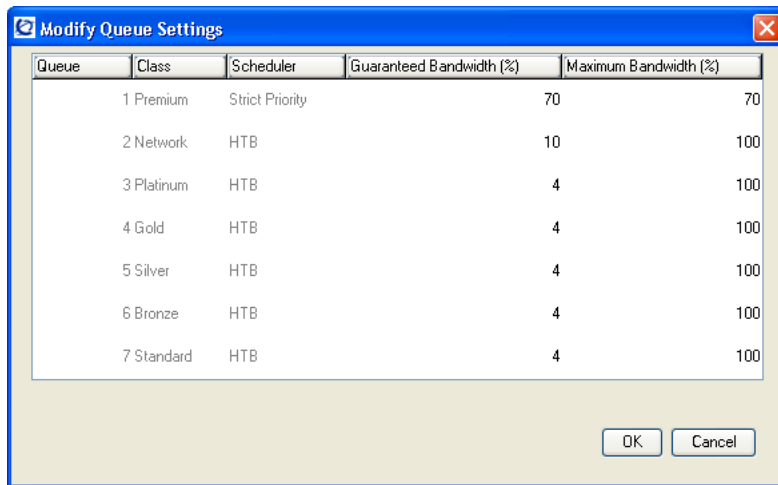 Modify Queue Settings
Queue Class Scheduler Guaranteed Bandwidth (%) Maximum Bandwidth (%)
1 Premium Strict Priority 70 70
2 Network HTB 10 100
3 Platinum HTB 4 100
4 Gold HTB 4 100
5 Silver HTB 4 100
6 Bronze HTB 4 100
7 Standard HTB 4 100
OK Cancel